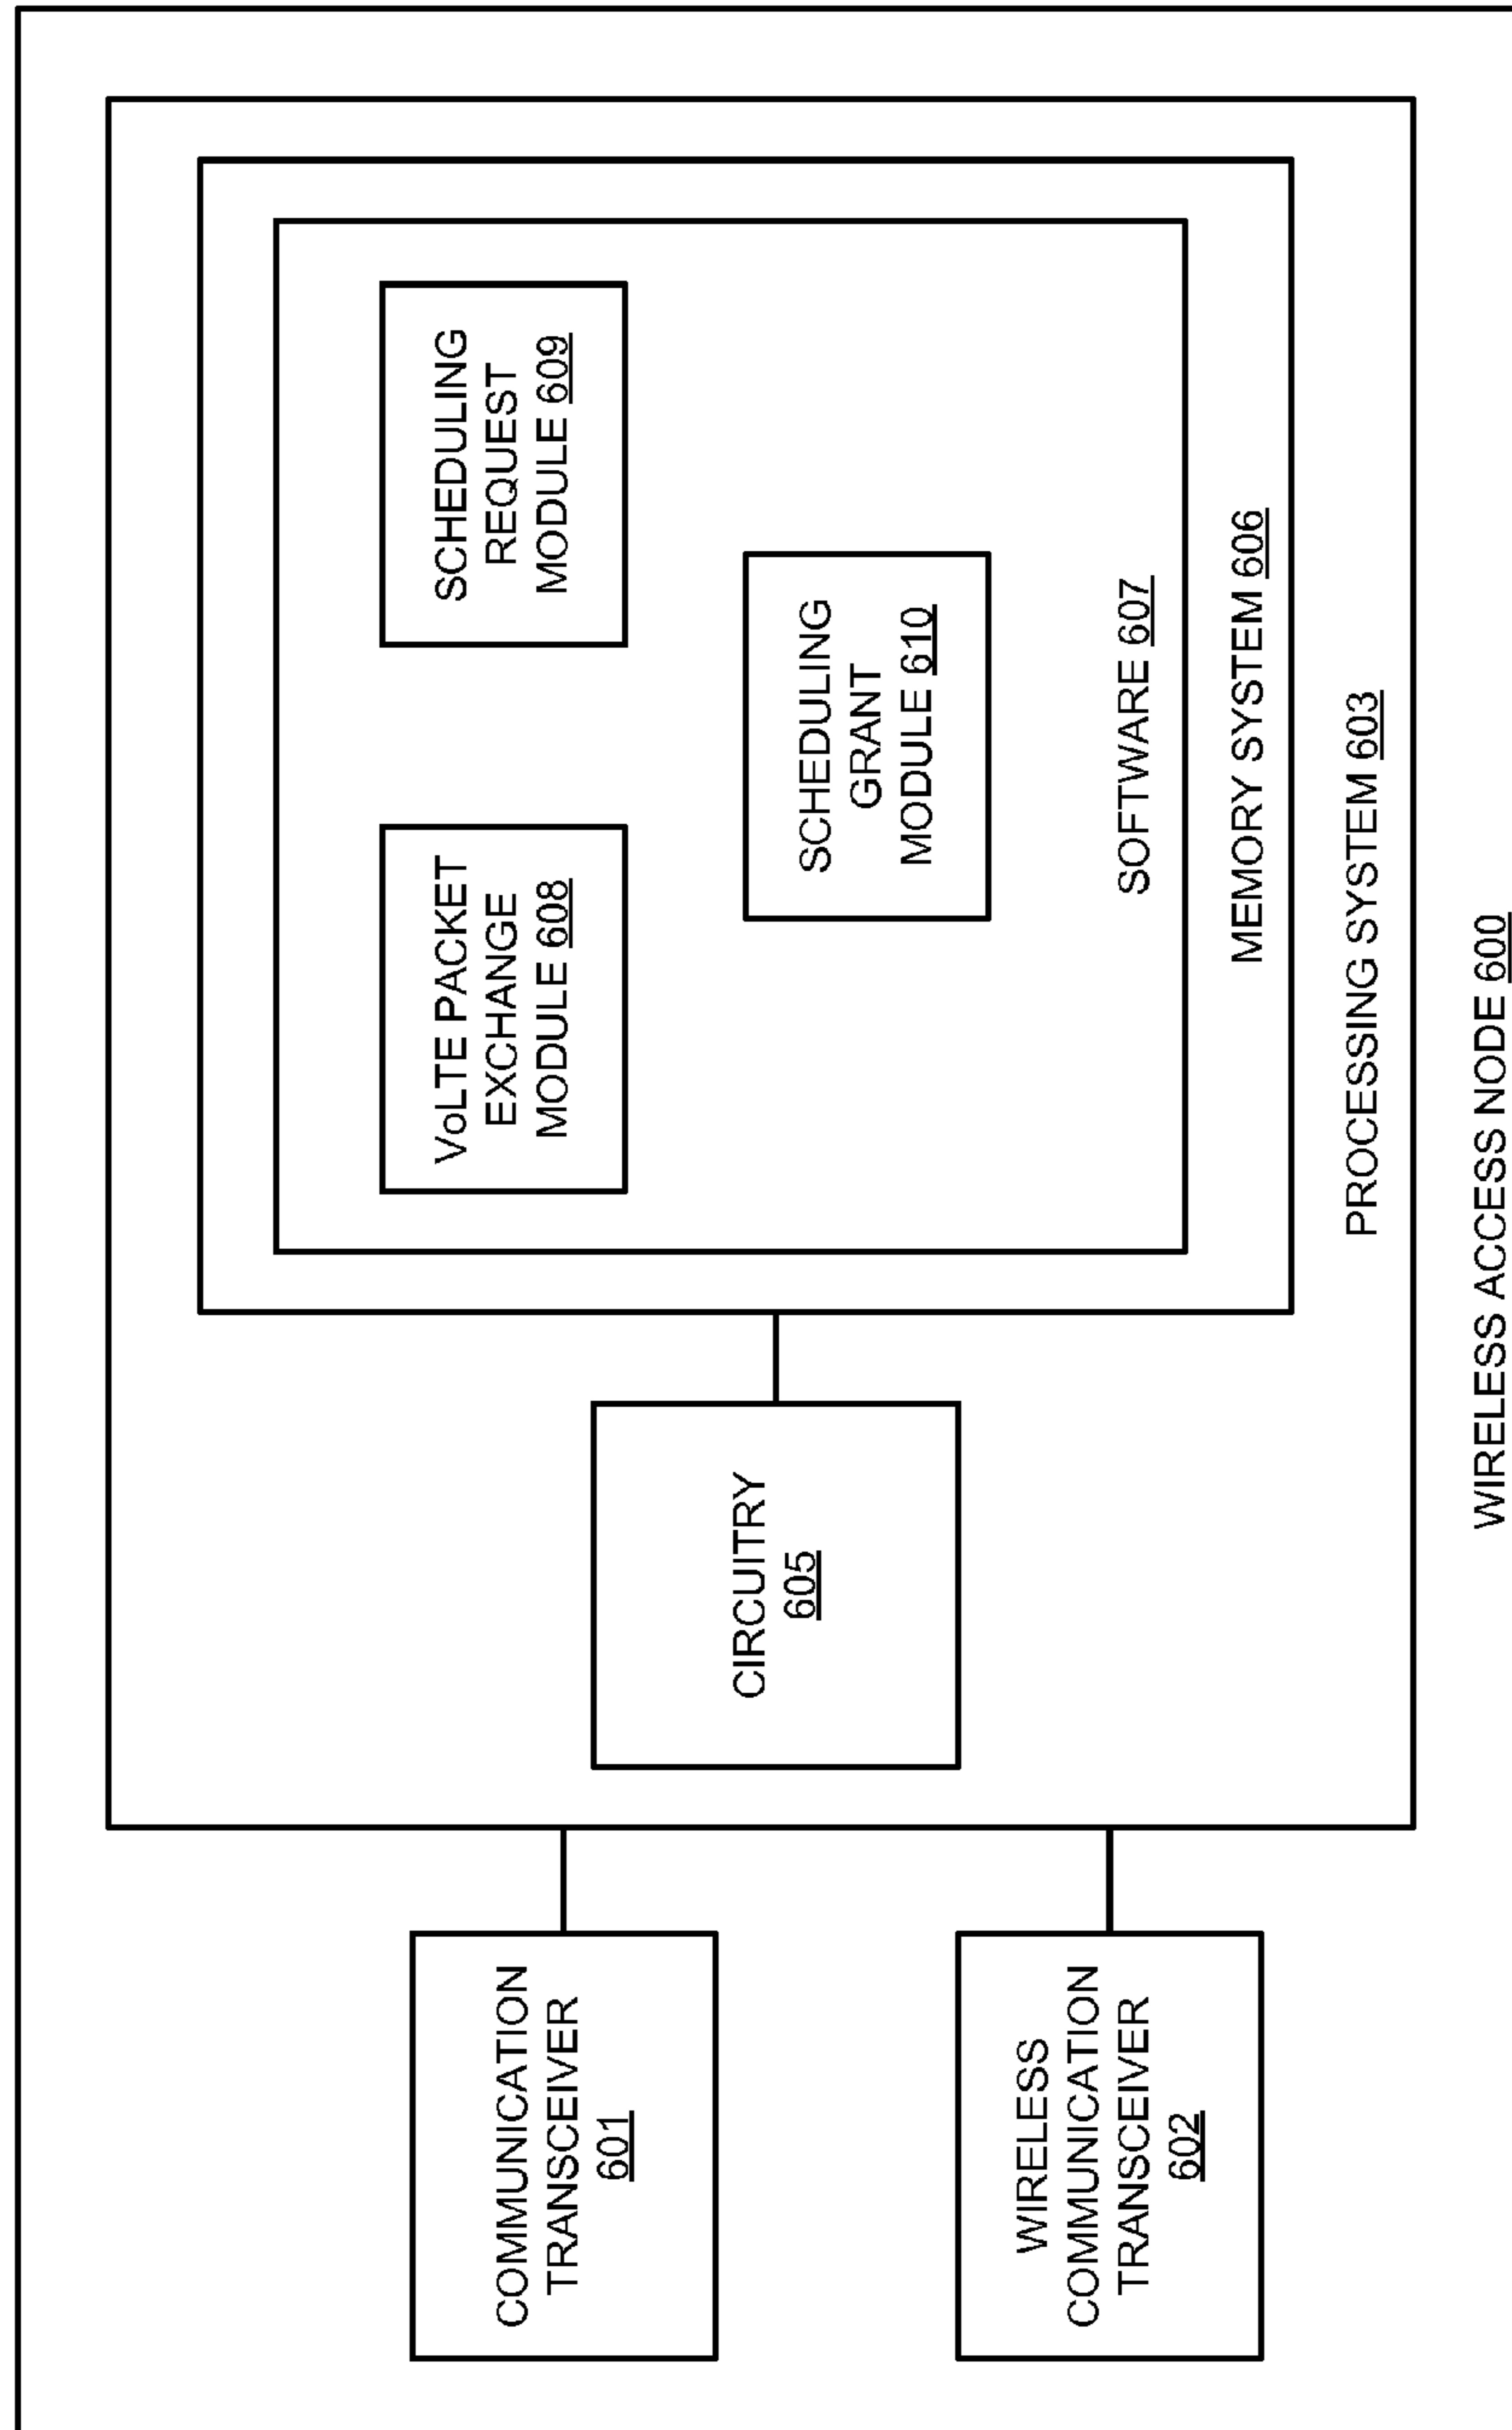 COMMUNICATION
TRANSCEIVER
601
WIRELESS
COMMUNICATION
TRANSCEIVER
602
CIRCUITRY
605
VoLTE PACKET
EXCHANGE
MODULE 608
SCHEDULING
REQUEST
MODULE 609
SCHEDULING
GRANT
MODULE 610
SOFTWARE 607
MEMORY SYSTEM 606
PROCESSING SYSTEM 603
WIRELESS ACCESS NODE 600